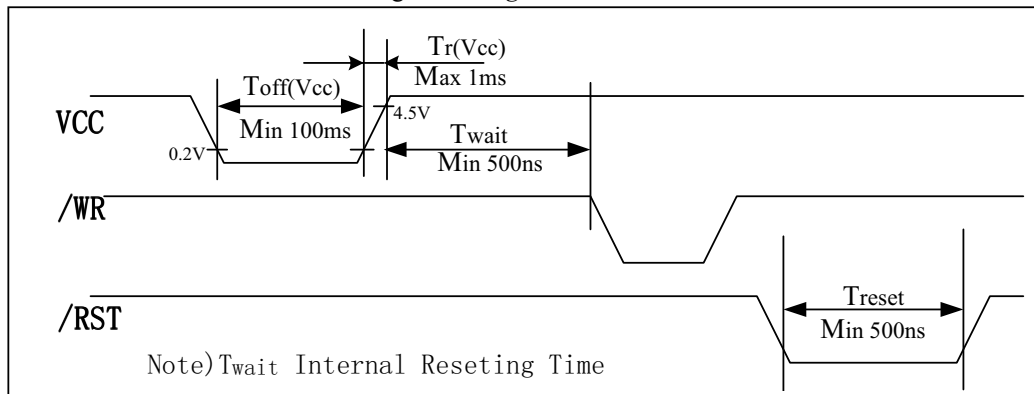 Tr(Vcc)
Max 1ms
Toff(Vcc)
Min 100ms
VCC
4.5V
0.2V
Twait
Min 500ns
/WR
Treset
Min 500ns
/RST
Note)Twait Internal Reseting Time